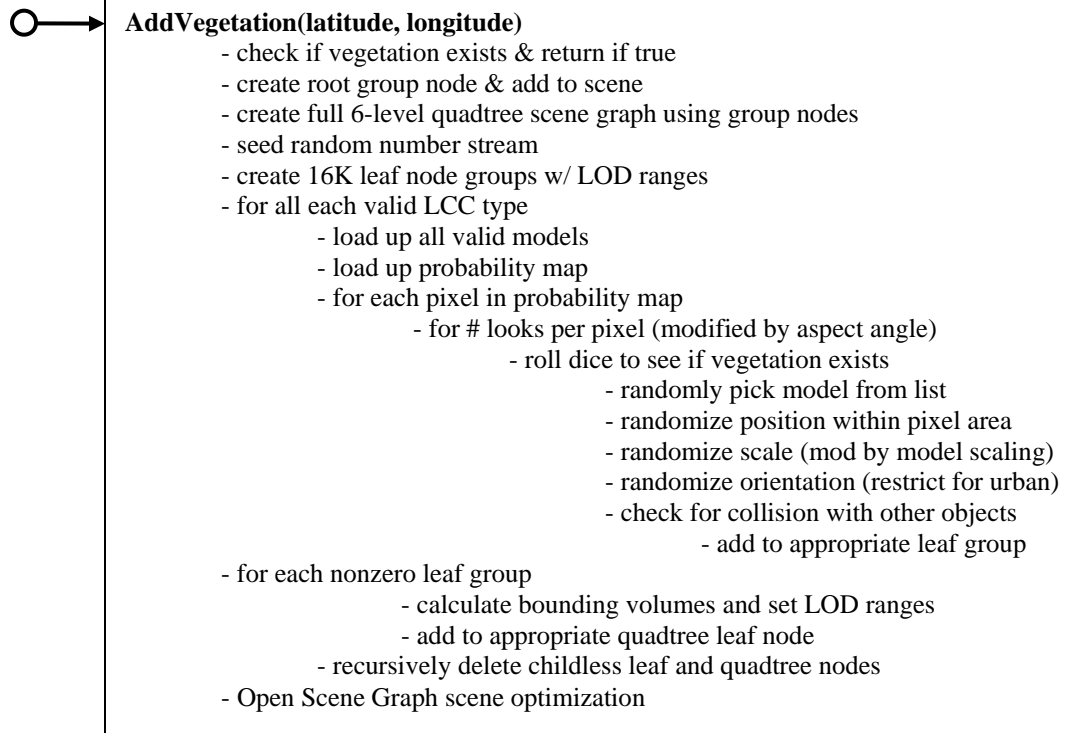 AddVegetation(latitude, longitude)
- check if vegetation exists & return if true
- create root group node & add to scene
- create full 6-level quadtree scene graph using group nodes
- seed random number stream
- create 16K leaf node groups w/ LOD ranges
- for all each valid LCC type
- load up all valid models
- load up probability map
- for each pixel in probability map
- for # looks per pixel (modified by aspect angle)
- roll dice to see if vegetation exists
- randomly pick model from list
- randomize position within pixel area
- randomize scale (mod by model scaling)
- randomize orientation (restrict for urban)
- check for collision with other objects
- add to appropriate leaf group
- for each nonzero leaf group
- calculate bounding volumes and set LOD ranges
- add to appropriate quadtree leaf node
- recursively delete childless leaf and quadtree nodes
- Open Scene Graph scene optimization